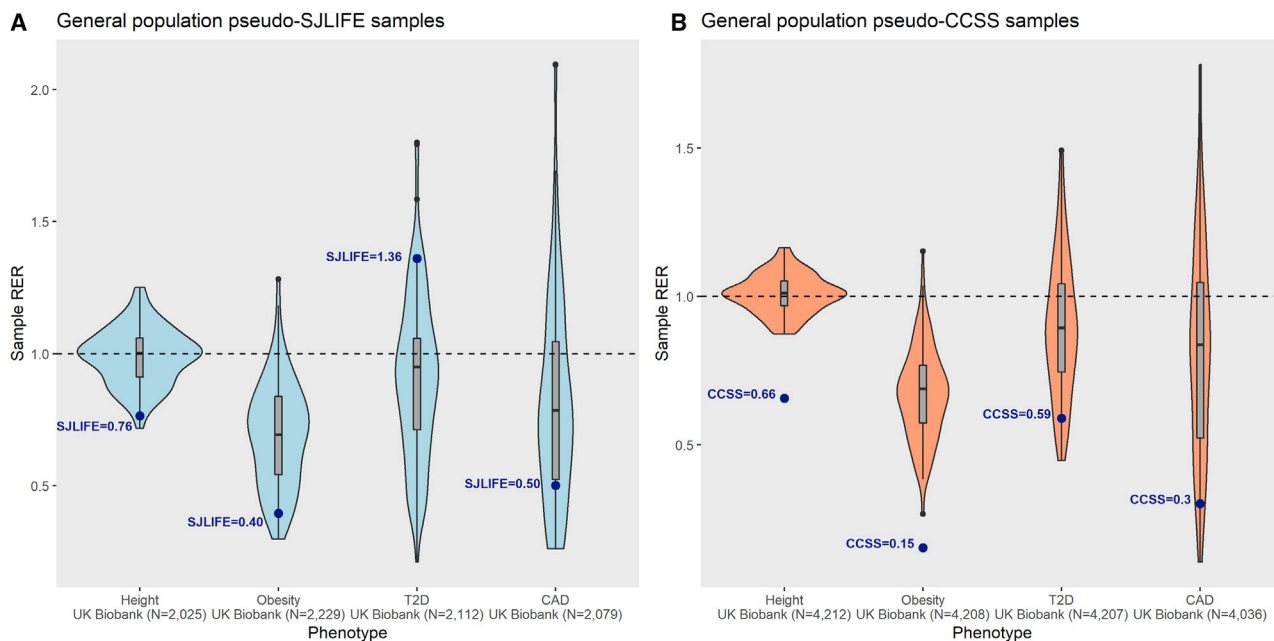 A
General population pseudo-SJLIFE samples
Sample RER
2.0
1.5
1.0
0.5
SJLIFE=0.76
SJLIFE=0.40
SJLIFE=1.36
SJLIFE=0.50
Height
UK Biobank (N=2,025)
Obesity
UK Biobank (N=2,229)
T2D
UK Biobank (N=2,112)
CAD
UK Biobank (N=2,079)
Phenotype
B
General population pseudo-CCSS samples
Sample RER
1.5
1.0
0.5
CCSS=0.66
CCSS=0.15
CCSS=0.59
CCSS=0.3
Height
UK Biobank (N=4,212)
Obesity
UK Biobank (N=4,208)
T2D
UK Biobank (N=4,207)
CAD
UK Biobank (N=4,036)
Phenotype